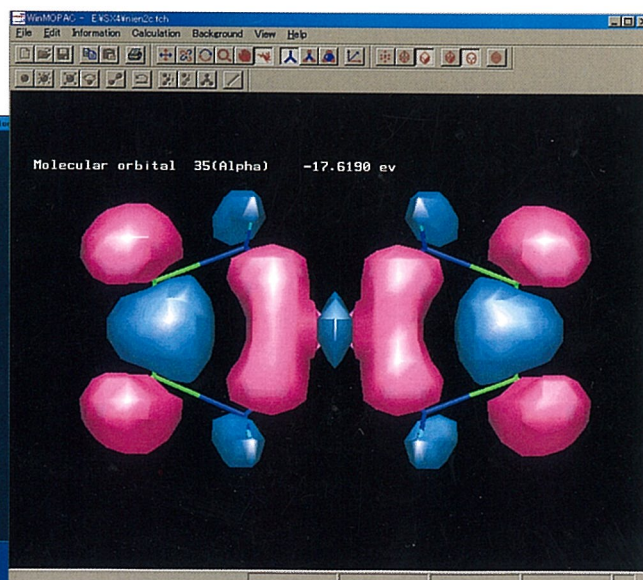 WinMOPAC - E:¥SX4¥nien2c.tch
File Edit Information Calculation Background View Help
Molecular orbital 35(Alpha) -17.6190 ev